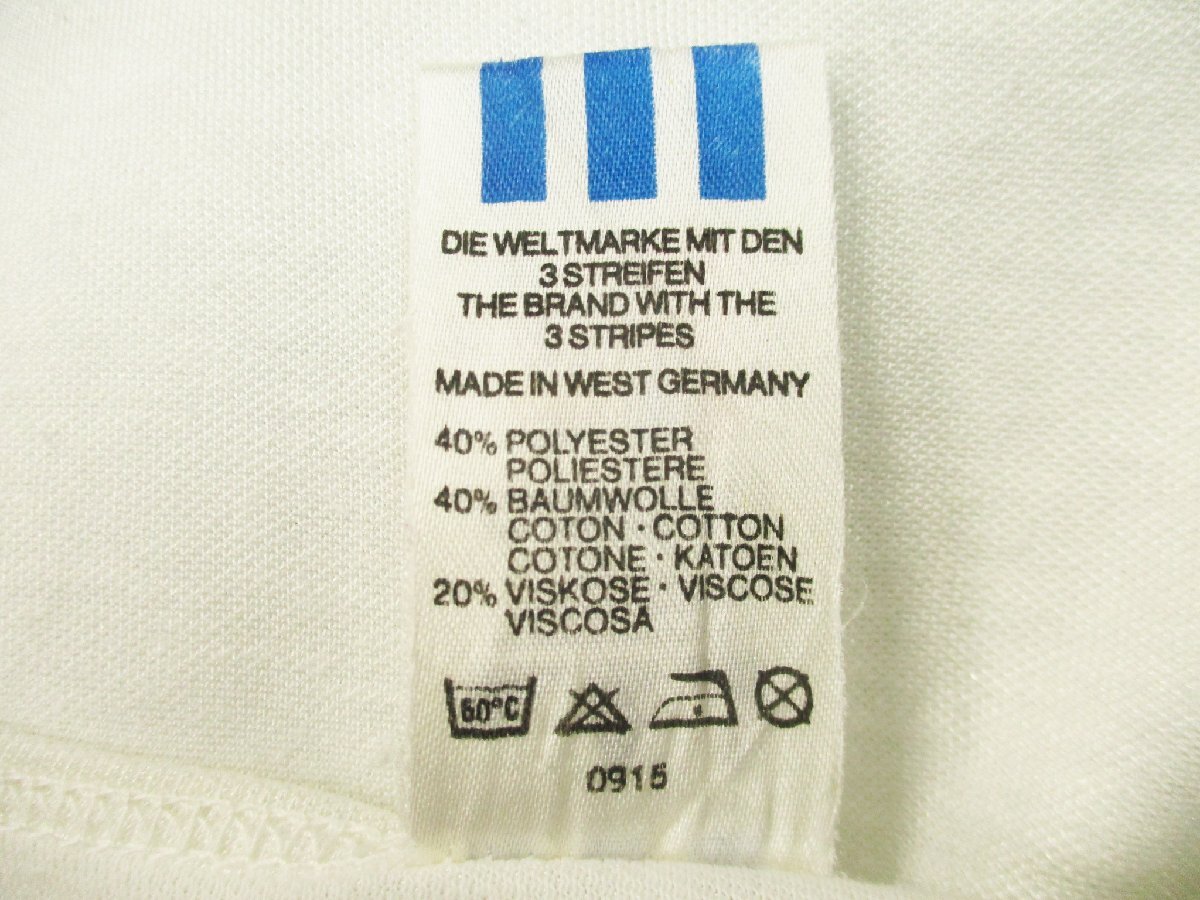 DIE WELTMARKE MIT DEN
3 STREIFEN
THE BRAND WITH THE
3 STRIPES
MADE IN WEST GERMANY
40% POLYESTER
POLIESTERE
40% BAUMWOLLE
COTON · COTTON
COTONE · KATOEN
20% VISKOSE · VISCOSE
VISCOSA
60°C
0915